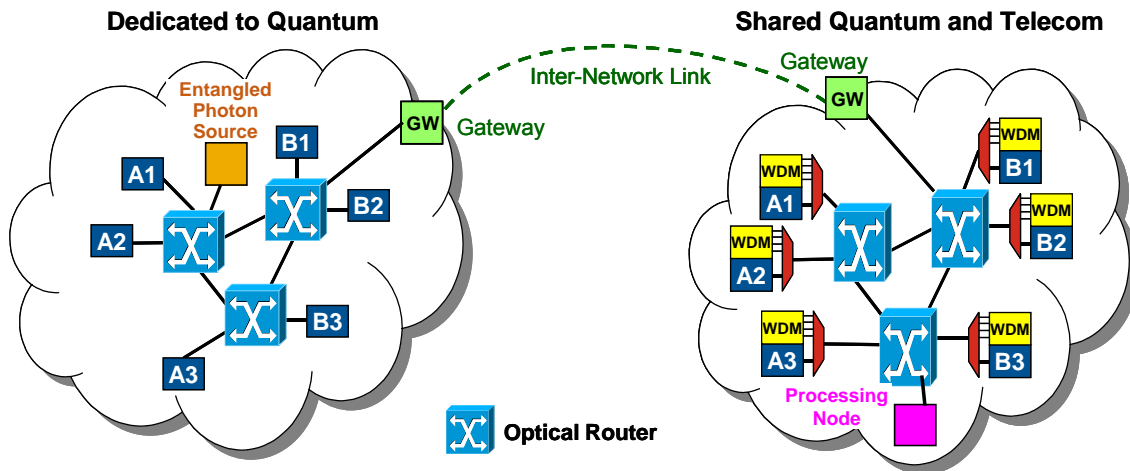 Dedicated to Quantum
Shared Quantum and Telecom
Gateway
Inter-Network Link
Entangled
Photon
Source
GW
Gateway
GW
B1
A1
B2
A2
B3
A3
WDM
B1
WDM
A1
WDM
B2
WDM
A2
WDM
A3
WDM
B3
Processing
Node
Optical Router